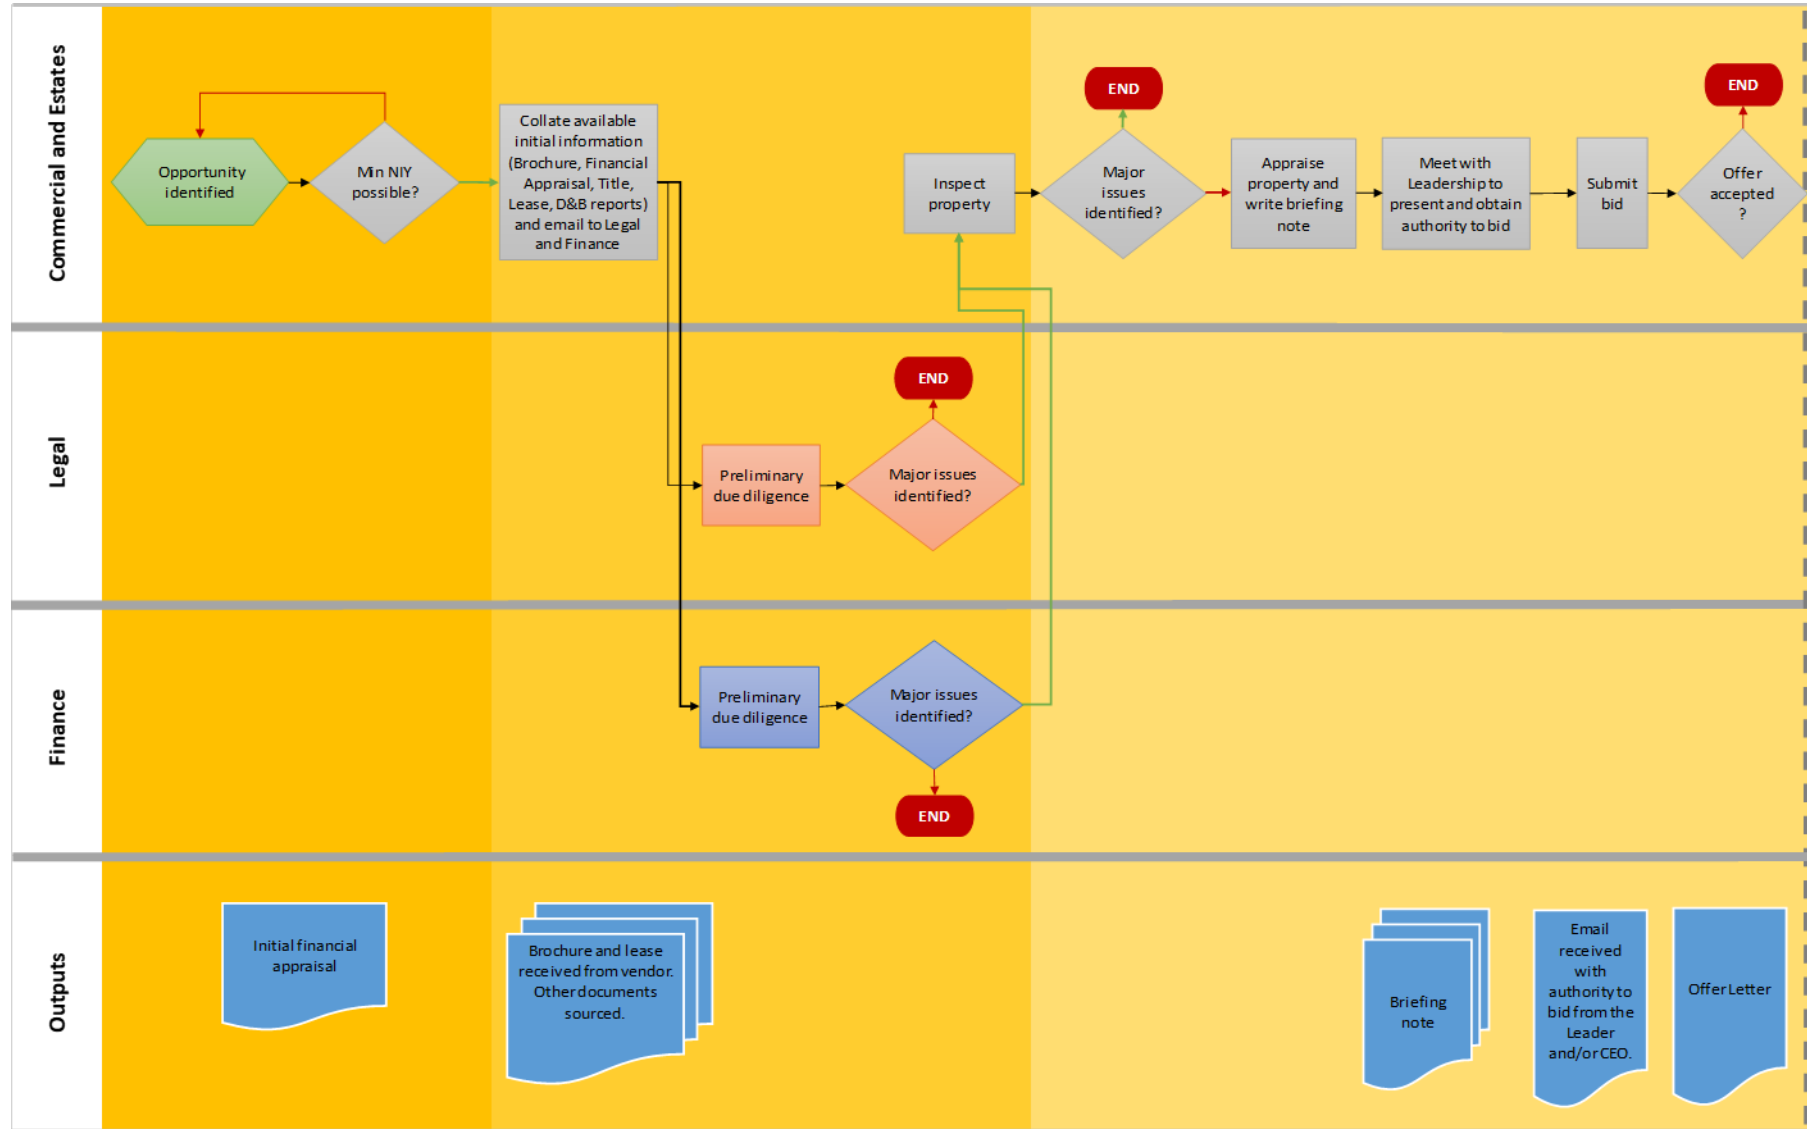 Commercial and Estates
Opportunity
identified
Min NIY
possible?
Collate available
initial information
(Brochure, Financial
Appraisal, Title,
Lease, D&B reports)
and email to Legal
and Finance
Inspect
property
END
Major
issues
identified?
Appraise
property and
write briefing
note
Meet with
Leadership to
present and obtain
authority to bid
Submit
bid
END
Offer
accepted
?
Legal
Preliminary
due diligence
END
Major issues
identified?
Finance
Preliminary
due diligence
Major issues
identified?
END
Outputs
Initial financial
appraisal
Brochure and lease
received from vendor.
Other documents
sourced.
Briefing
note
Email
received
with
authority to
bid from the
Leader
and/or CEO.
Offer Letter